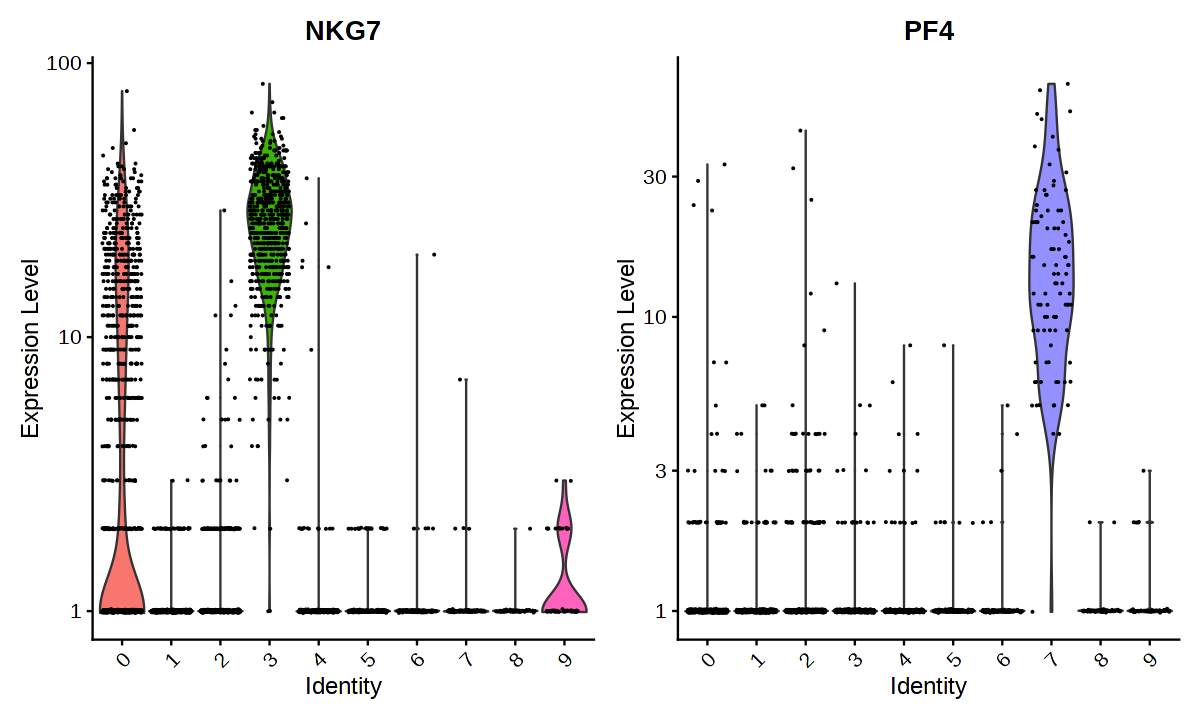 NKG7
Expression Level
100
10
1
0 1 2 3 4 5 6 7 8 9
Identity
PF4
Expression Level
30
10
3
1
0 1 2 3 4 5 6 7 8 9
Identity